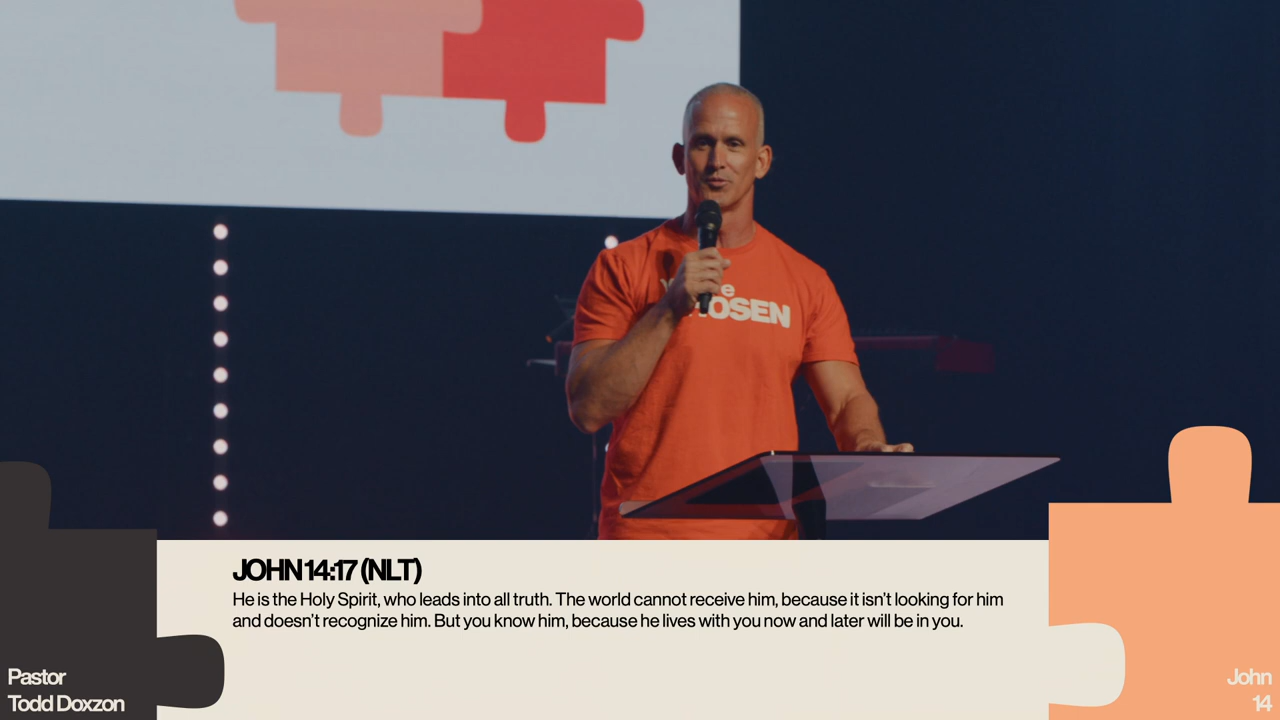 OSEN
JOHN 14:17 (NLT)
He is the Holy Spirit, who leads into all truth. The world cannot receive him, because it isn't looking for him
and doesn't recognize him. But you know him, because he lives with you now and later will be in you.
Pastor
Todd Doxzon
John
14